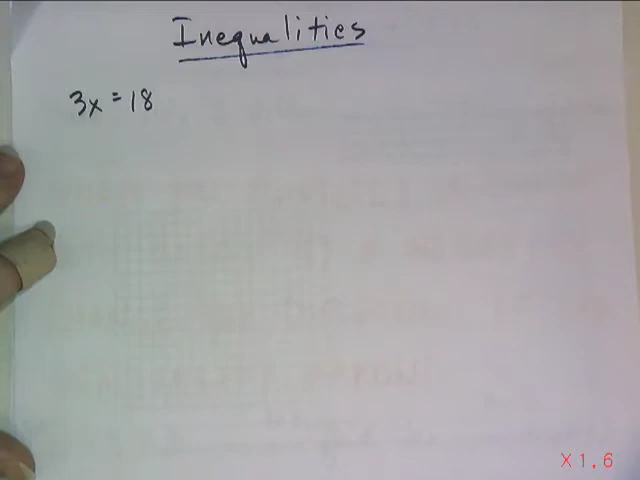 Inequalities
3x = 18
X1.6